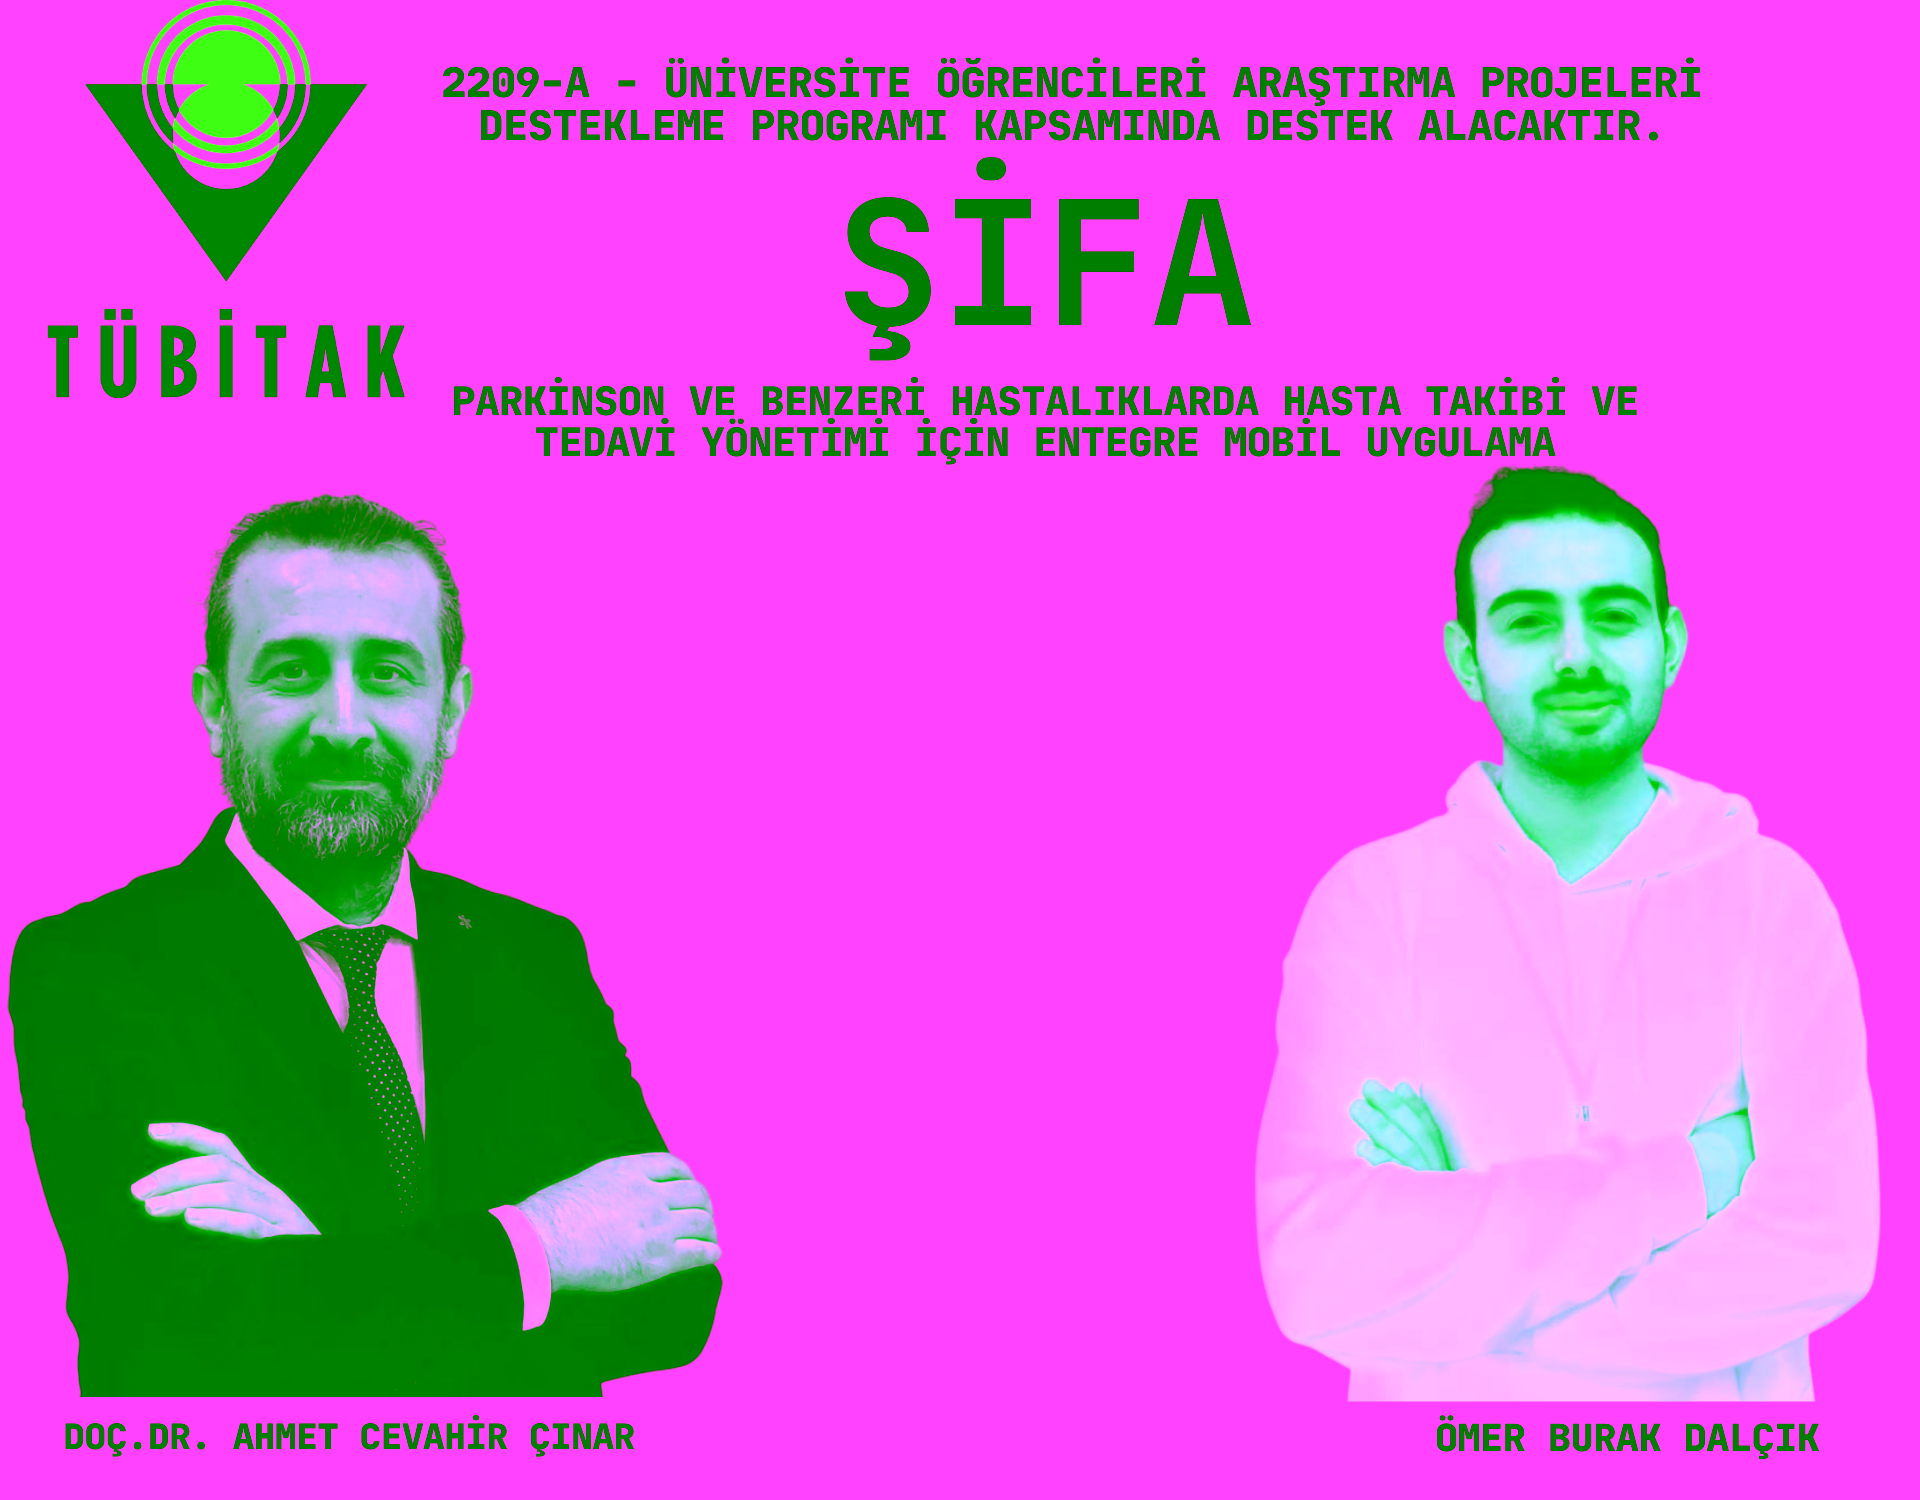 2209-A - ÜNİVERSİTE ÖĞRENCİLERİ ARAŞTIRMA PROJELERİ
DESTEKLEME PROGRAMI KAPSAMINDA DESTEK ALACAKTIR.
ŞİFA
TÜBİTAK
PARKİNSON VE BENZERİ HASTALIKLARDA HASTA TAKİBİ VE
TEDAVİ YÖNETİMİ İÇİN ENTEGRE MOBİL UYGULAMA
DOÇ.DR. AHMET CEVAHİR ÇINAR
ÖMER BURAK DALÇIK